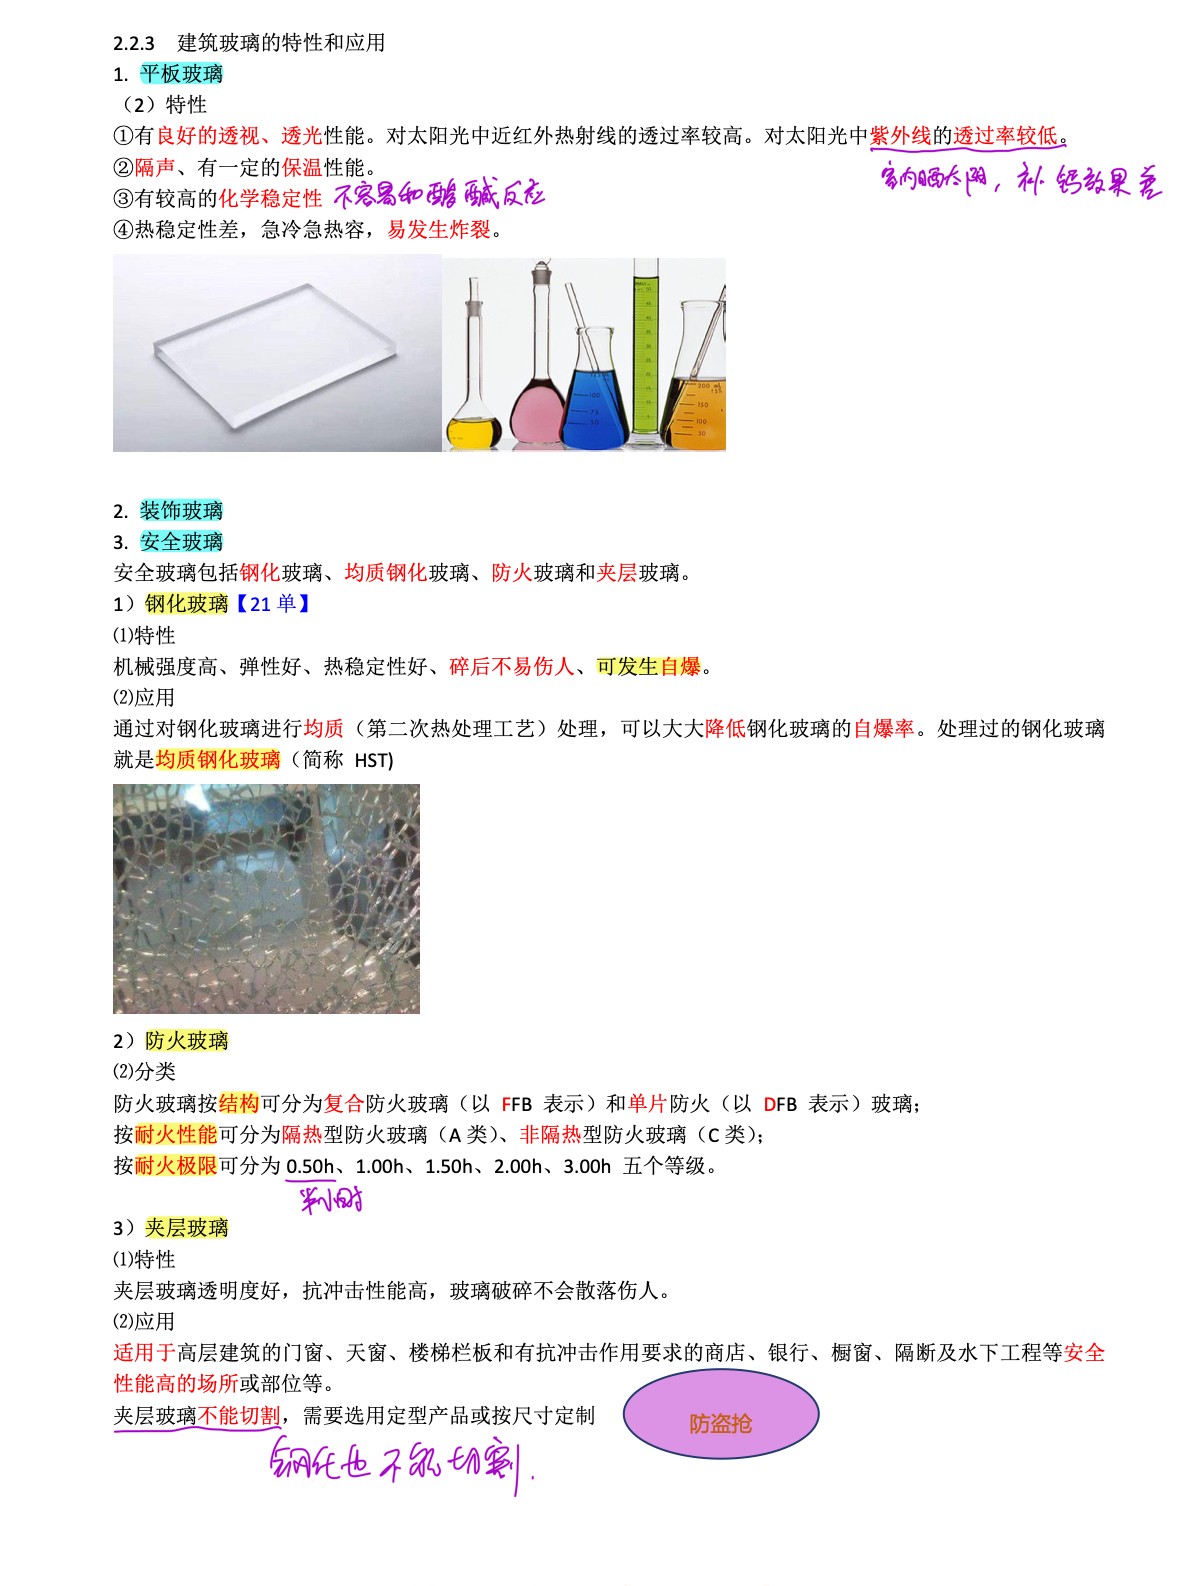 2.2.3 建筑玻璃的特性和应用
1. 平板玻璃
（2）特性
①有良好的透视、透光性能。对太阳光中近红外热射线的透过率较高。对太阳光中紫外线的透过率较低。
②隔声、有一定的保温性能。
室内晒太阳，补钙效果差
③有较高的化学稳定性 不容易和酸碱反应
④热稳定性差，急冷急热容，易发生炸裂。
2. 装饰玻璃
3. 安全玻璃
安全玻璃包括钢化玻璃、均质钢化玻璃、防火玻璃和夹层玻璃。
1）钢化玻璃【21 单】
⑴特性
机械强度高、弹性好、热稳定性好、碎后不易伤人、可发生自爆。
⑵应用
通过对钢化玻璃进行均质（第二次热处理工艺）处理，可以大大降低钢化玻璃的自爆率。处理过的钢化玻璃
就是均质钢化玻璃（简称 HST)
2）防火玻璃
⑵分类
防火玻璃按结构可分为复合防火玻璃（以 FFB 表示）和单片防火（以 DFB 表示）玻璃；
按耐火性能可分为隔热型防火玻璃（A 类）、非隔热型防火玻璃（C 类）；
按耐火极限可分为 0.50h、1.00h、1.50h、2.00h、3.00h 五个等级。
半小时
3）夹层玻璃
⑴特性
夹层玻璃透明度好，抗冲击性能高，玻璃破碎不会散落伤人。
⑵应用
适用于高层建筑的门窗、天窗、楼梯栏板和有抗冲击作用要求的商店、银行、橱窗、隔断及水下工程等安全
性能高的场所或部位等。
夹层玻璃不能切割，需要选用定型产品或按尺寸定制
防盗抢
钢化也不能切割.